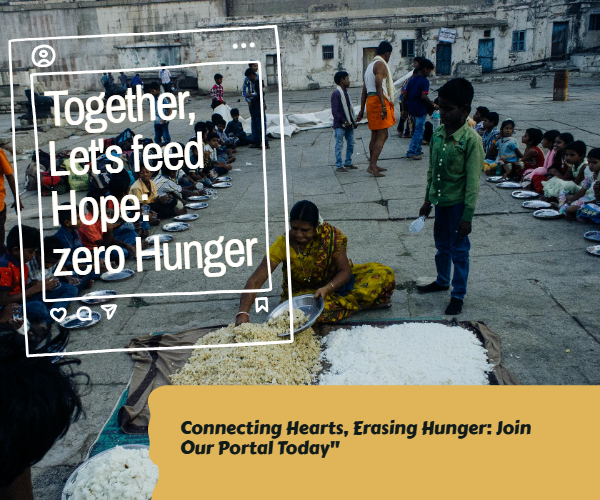 Together,
Let's feed
Hope:
zero Hunger
Connecting Hearts, Erasing Hunger: Join
Our Portal Today"